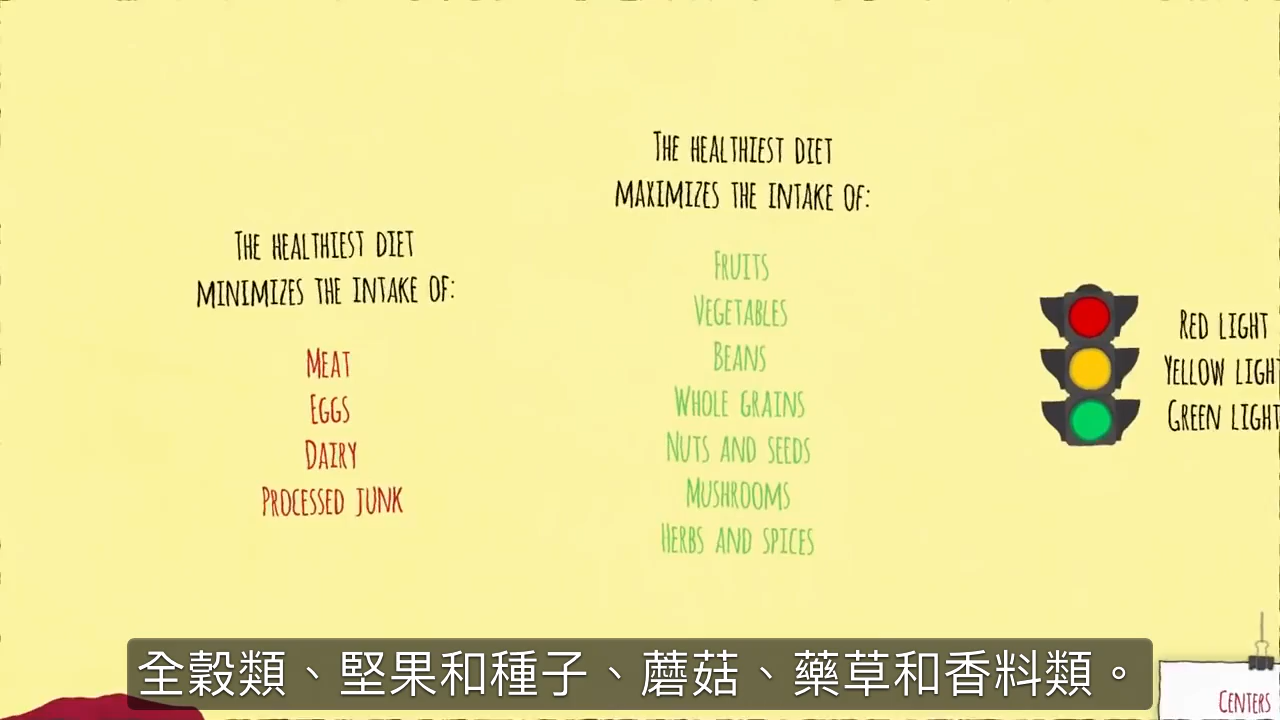 The healthiest diet
minimizes the intake of:
Meat
Eggs
Dairy
Processed junk
The healthiest diet
maximizes the intake of:
Fruits
Vegetables
Beans
Whole grains
Nuts and seeds
Mushrooms
Herbs and spices
Red light
Yellow ligh
Green light
Centers
全穀類、堅果和種子、蘑菇、藥草和香料類。